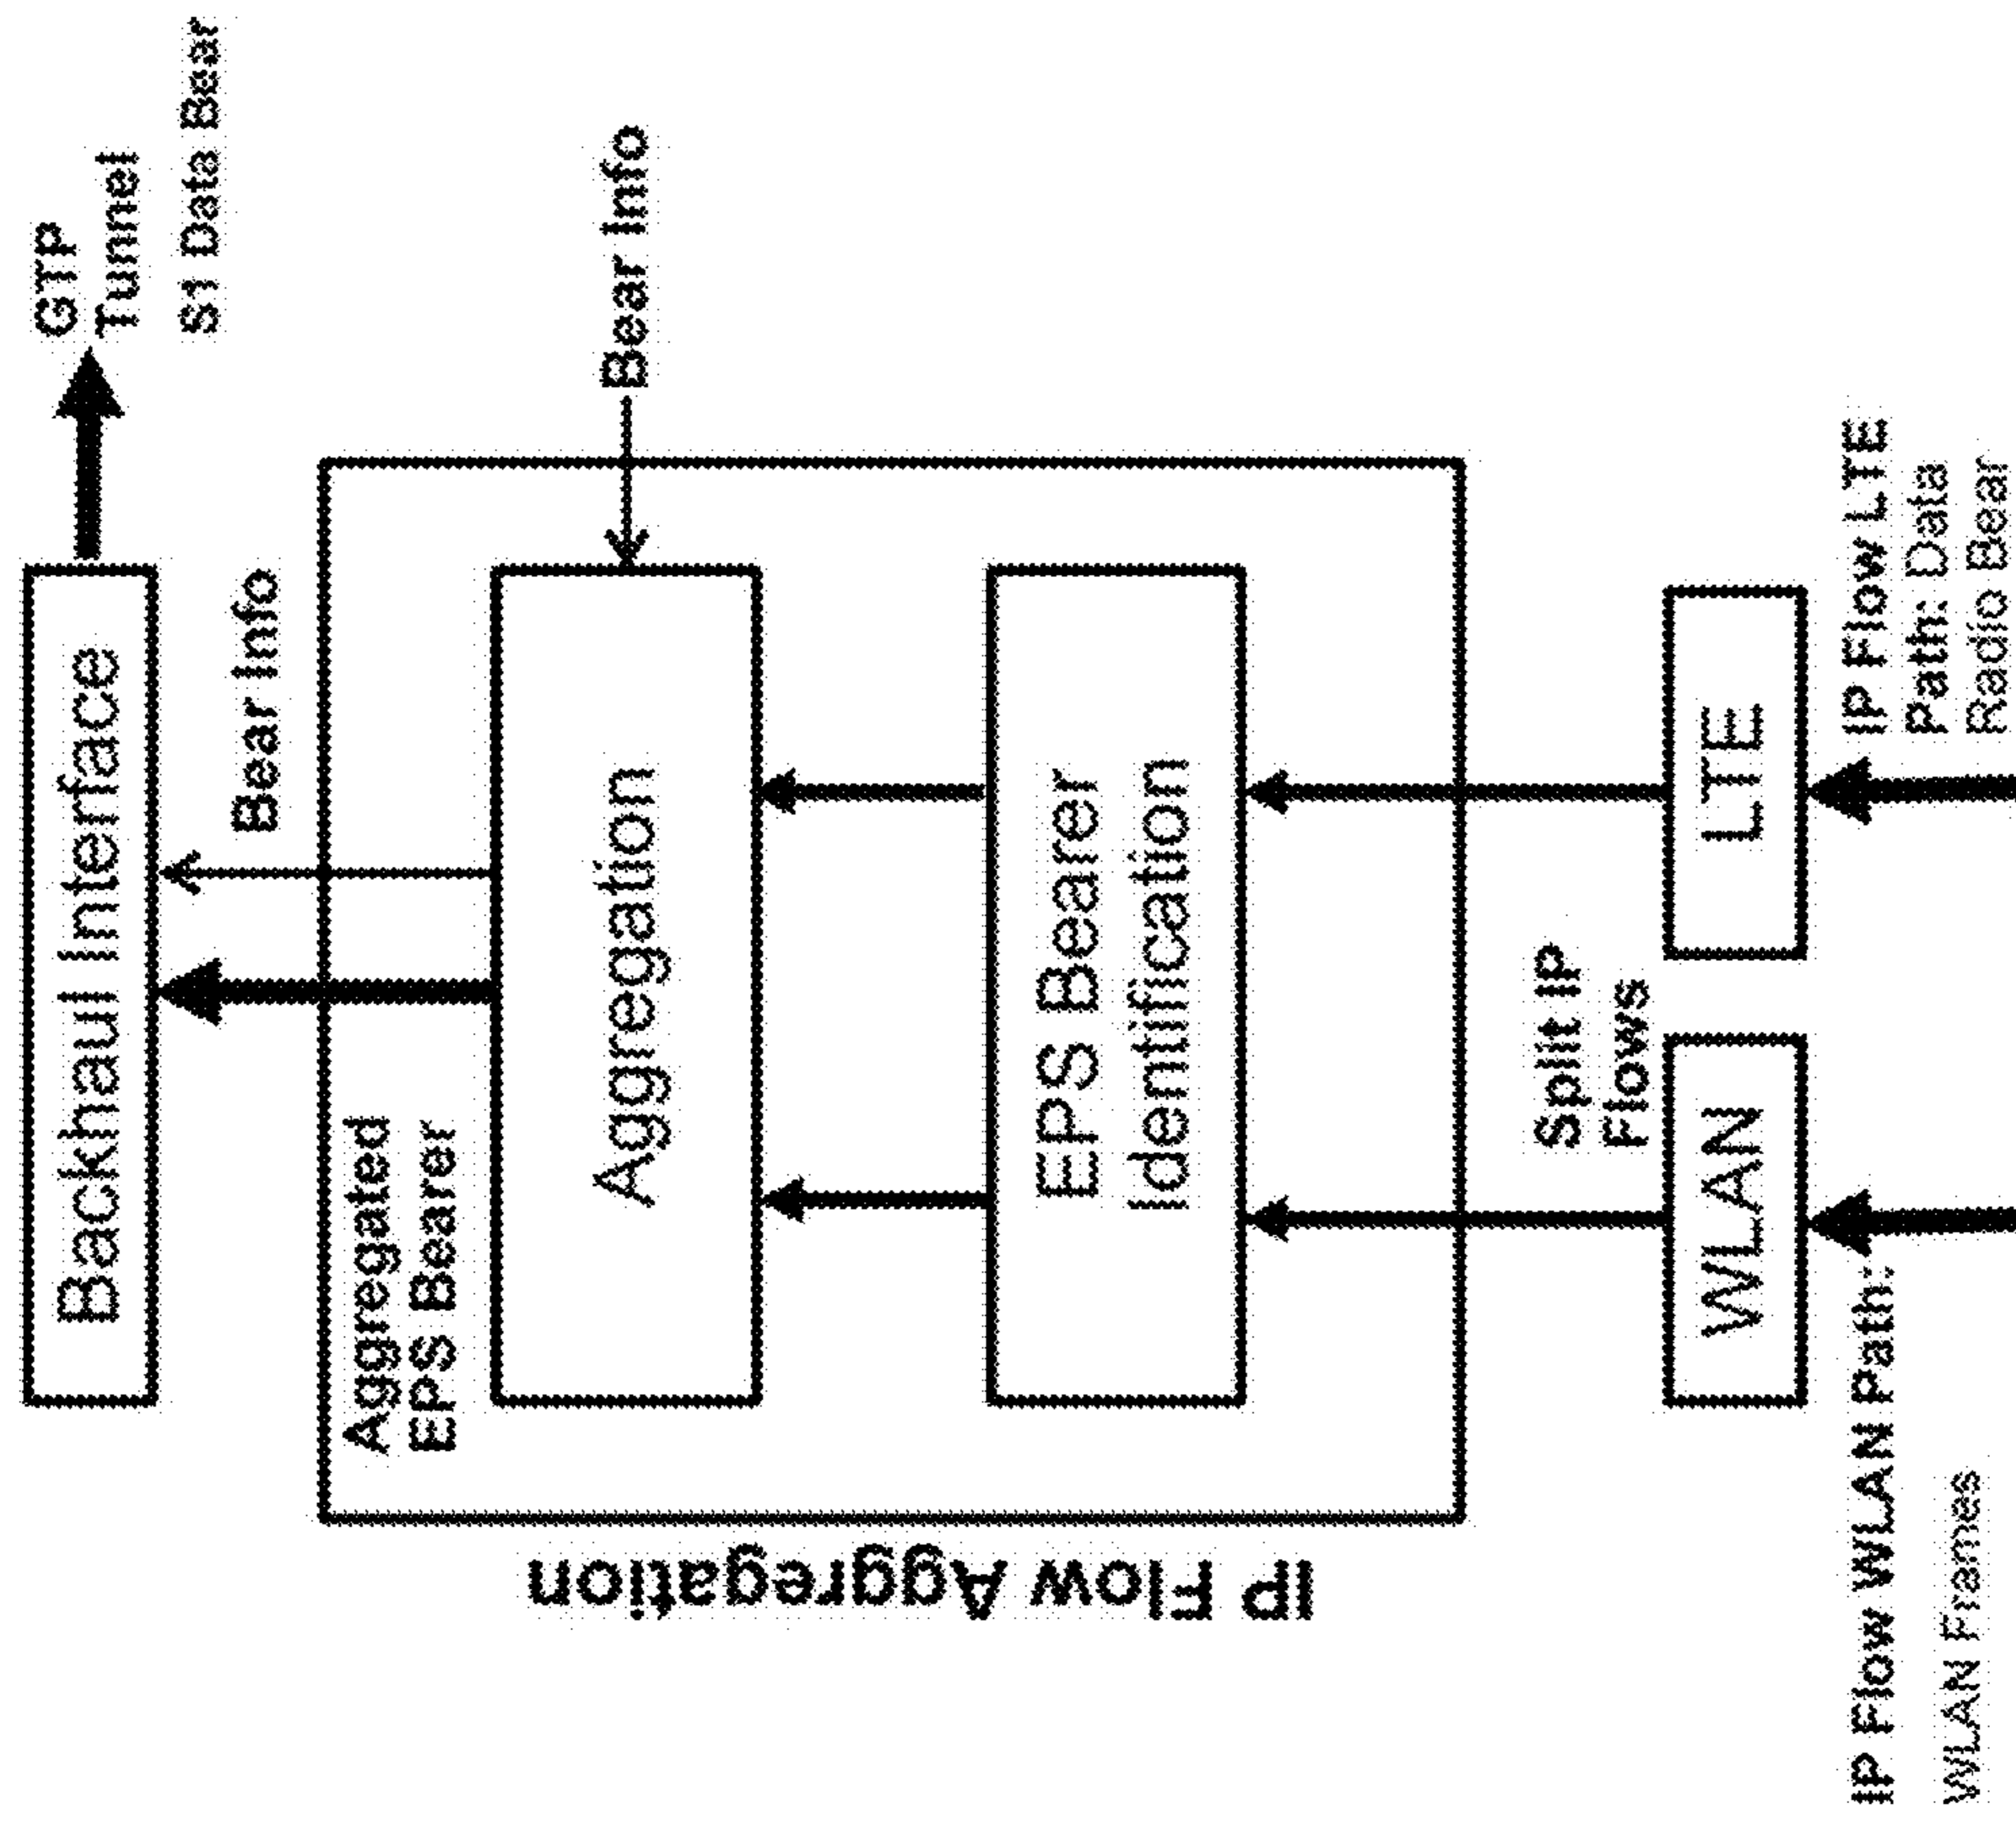 GTP
Tunnel
S1 Data Bear
Backhaul Interface
Bear Info
Aggregated
EPS Bearer
Bear Info
Aggregation
EPS Bearer
Identification
IP Flow Aggregation
Split IP
Flows
WLAN
LTE
IP Flow WLAN Path:
WLAN Frames
IP Flow LTE
Path: Data
Radio Bear